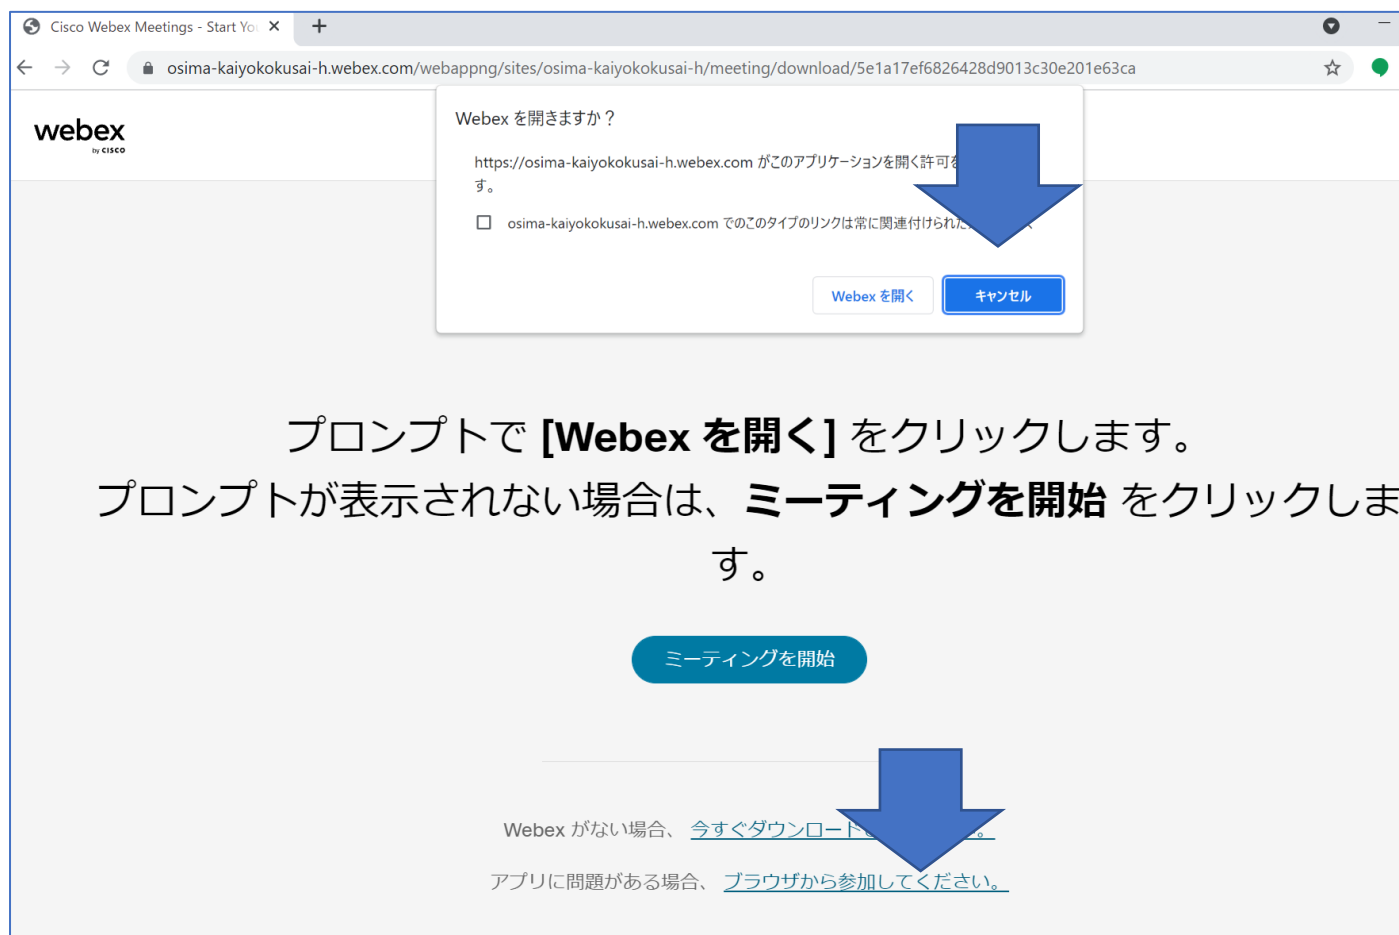 Cisco Webex Meetings - Start Yo
osima-kaiyokokusai-h.webex.com/webappng/sites/osima-kaiyokokusai-h/meeting/download/5e1a17ef6826428d9013c30e201e63ca
webex
by CISCO
Webex を開きますか？
https://osima-kaiyokokusai-h.webex.com がこのアプリケーションを開く許可を
す。
osima-kaiyokokusai-h.webex.com でのこのタイプのリンクは常に関連付けられた
Webex を開く
キャンセル
プロンプトで [Webex を開く] をクリックします。
プロンプトが表示されない場合は、ミーティングを開始 をクリックしま
す。
ミーティングを開始
Webex がない場合、 今すぐダウンロード
アプリに問題がある場合、 ブラウザから参加してください。